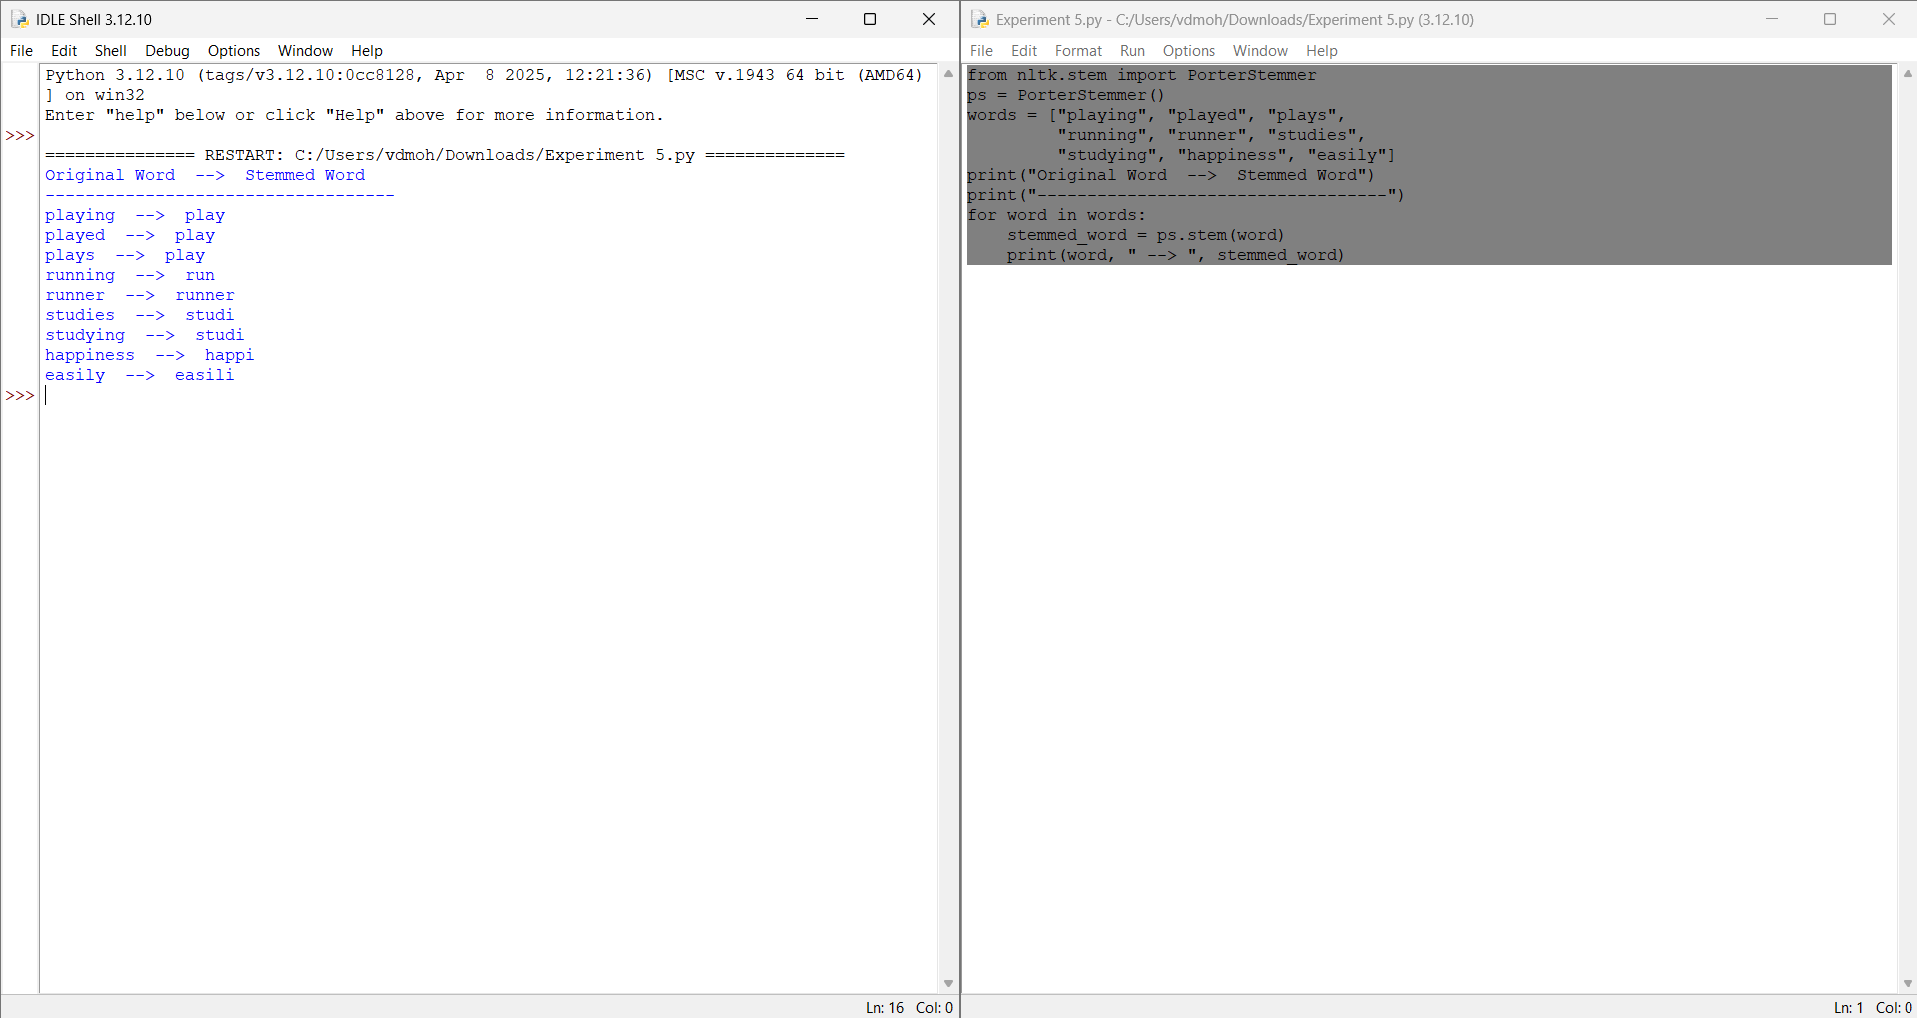 IDLE Shell 3.12.10
File Edit Shell Debug Options Window Help
Python 3.12.10 (tags/v3.12.10:0cc8128, Apr  8 2025, 12:21:36) [MSC v.1943 64 bit (AMD64)
] on win32
Enter "help" below or click "Help" above for more information.
>>>
=============== RESTART: C:/Users/vdmoh/Downloads/Experiment 5.py ==============
Original Word  -->  Stemmed Word
-----------------------------------
playing  -->  play
played  -->  play
plays  -->  play
running  -->  run
runner  -->  runner
studies  -->  studi
studying  -->  studi
happiness  -->  happi
easily  -->  easili
>>>
Ln: 16 Col: 0
Experiment 5.py - C:/Users/vdmoh/Downloads/Experiment 5.py (3.12.10)
File Edit Format Run Options Window Help
from nltk.stem import PorterStemmer
ps = PorterStemmer()
words = ["playing", "played", "plays",
         "running", "runner", "studies",
         "studying", "happiness", "easily"]
print("Original Word  -->  Stemmed Word")
print("-----------------------------------")
for word in words:
    stemmed_word = ps.stem(word)
    print(word, " --> ", stemmed_word)
Ln: 1 Col: 0